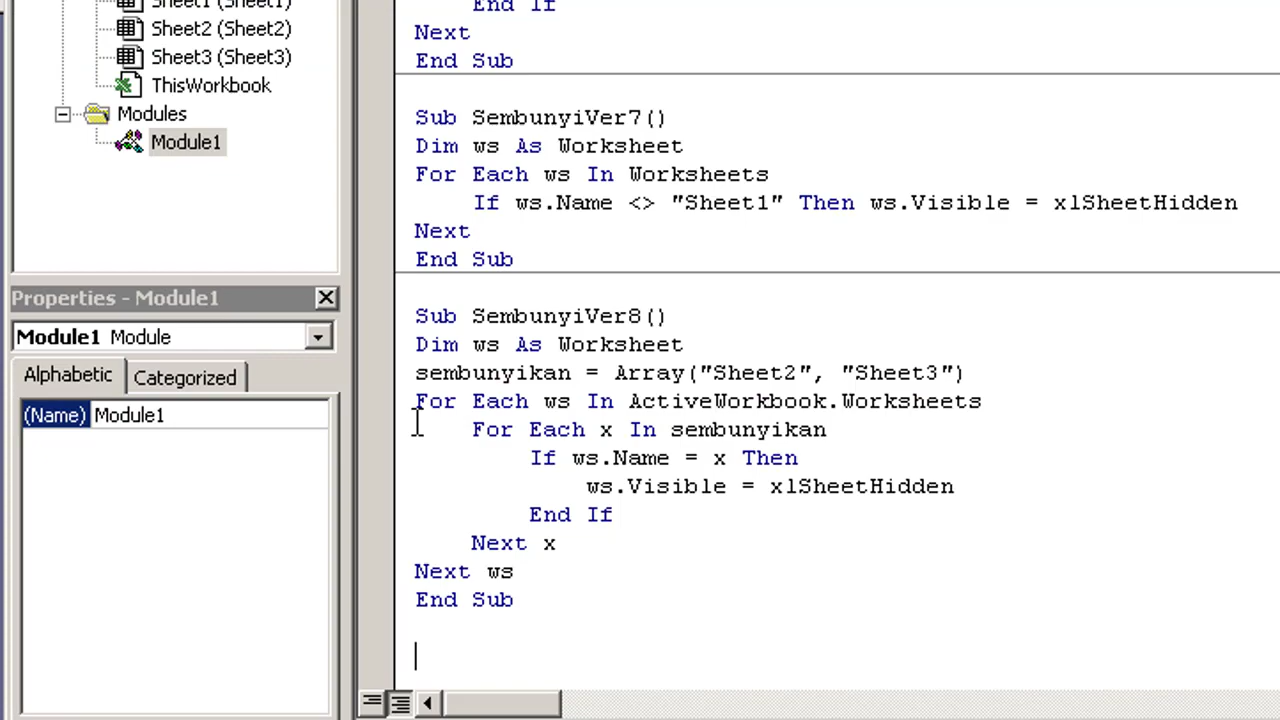 Sheet1 (Sheet1)
Sheet2 (Sheet2)
Sheet3 (Sheet3)
ThisWorkbook
Modules
Module1
Properties - Module1
Module1 Module
Alphabetic Categorized
(Name) Module1
End If
Next
End Sub
Sub SembunyiVer7()
Dim ws As Worksheet
For Each ws In Worksheets
If ws.Name <> "Sheet1" Then ws.Visible = xlSheetHidden
Next
End Sub
Sub SembunyiVer8()
Dim ws As Worksheet
sembunyikan = Array("Sheet2", "Sheet3")
For Each ws In ActiveWorkbook.Worksheets
For Each x In sembunyikan
If ws.Name = x Then
ws.Visible = xlSheetHidden
End If
Next x
Next ws
End Sub